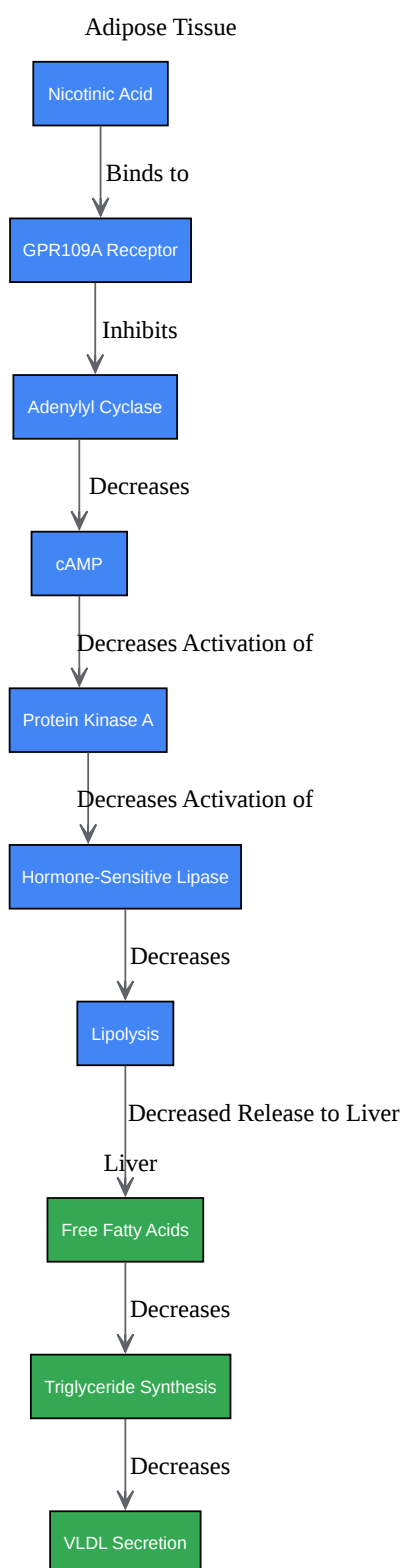 Adipose Tissue
Nicotinic Acid
Binds to
GPR109A Receptor
Inhibits
Adenylyl Cyclase
Decreases
cAMP
Decreases Activation of
Protein Kinase A
Decreases Activation of
Hormone-Sensitive Lipase
Decreases
Lipolysis
Decreased Release to Liver
Liver
Free Fatty Acids
Decreases
Triglyceride Synthesis
Decreases
VLDL Secretion